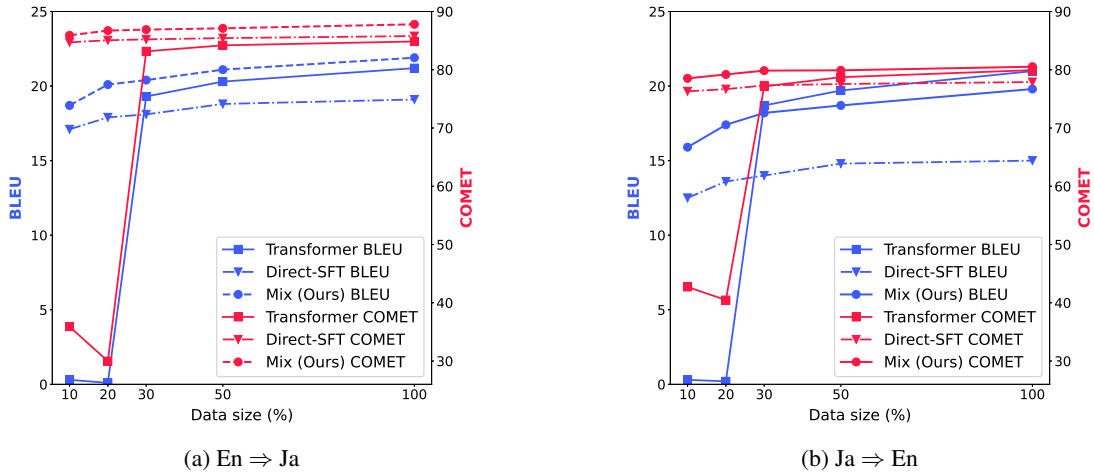 25
20
15
10
5
0
BLEU
90
80
70
60
50
40
30
COMET
Transformer BLEU
Direct-SFT BLEU
Mix (Ours) BLEU
Transformer COMET
Direct-SFT COMET
Mix (Ours) COMET
10 20 30 50 100
Data size (%)
(a) En ⇒ Ja
25
20
15
10
5
0
BLEU
90
80
70
60
50
40
30
COMET
Transformer BLEU
Direct-SFT BLEU
Mix (Ours) BLEU
Transformer COMET
Direct-SFT COMET
Mix (Ours) COMET
10 20 30 50 100
Data size (%)
(b) Ja ⇒ En